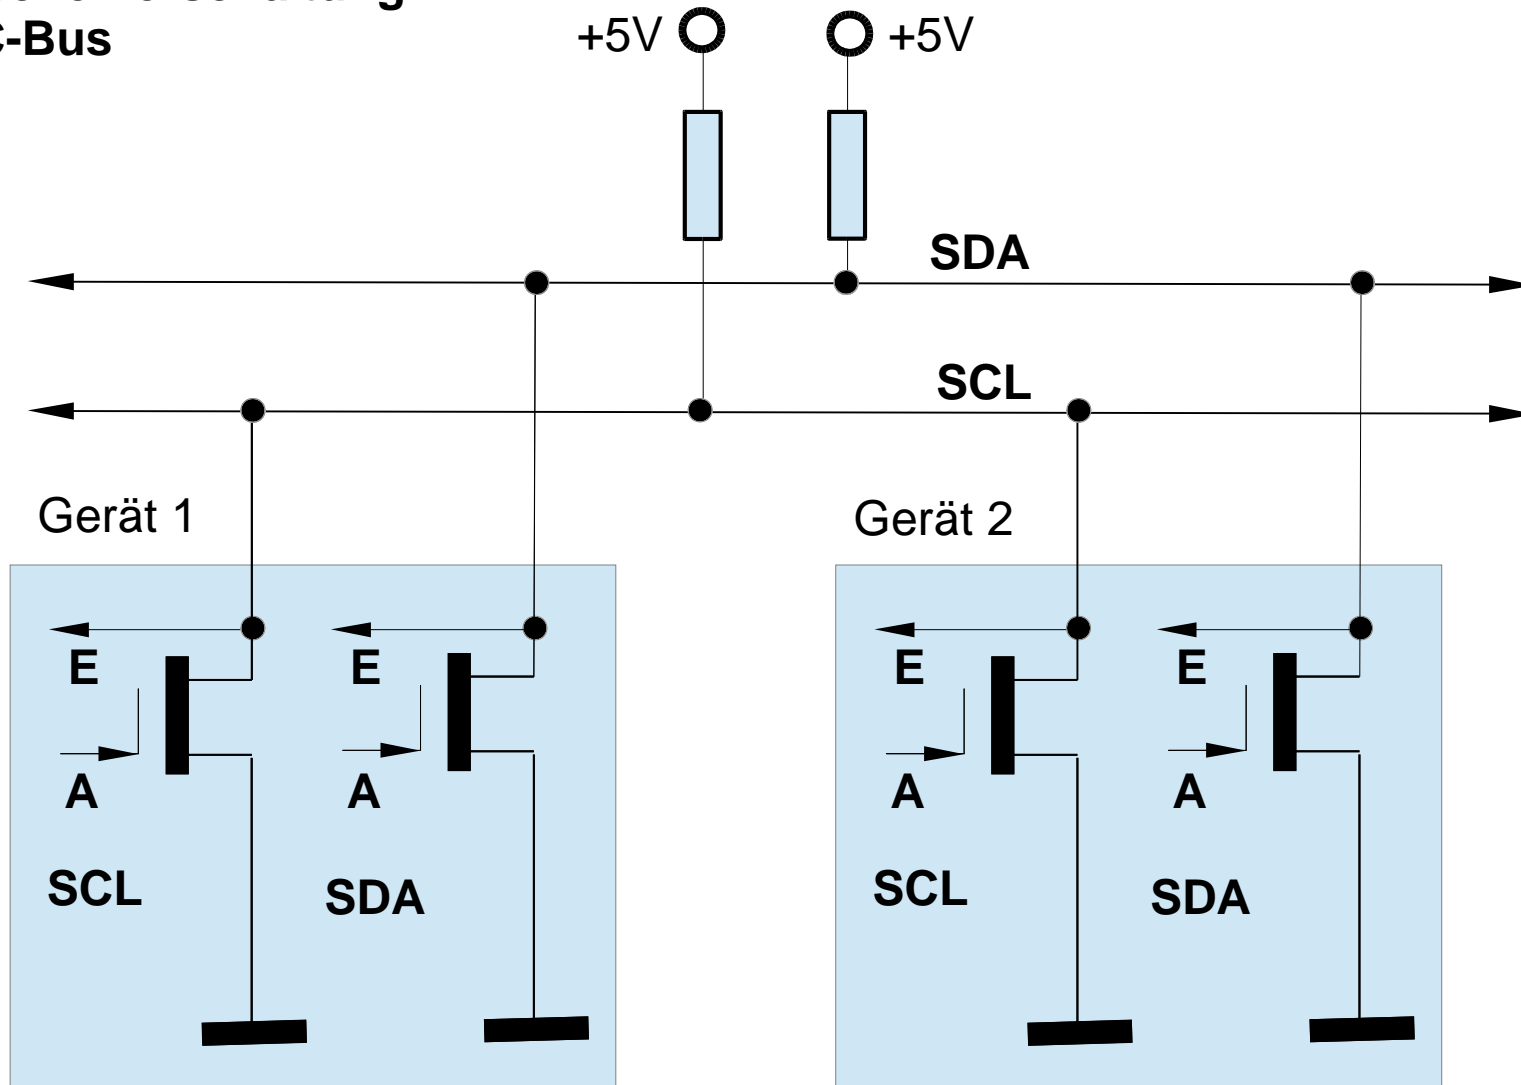 C-Bus
+5V +5V
SDA
SCL
Gerät 1
Gerät 2
E E E E
A A A A
SCL SDA SCL SDA